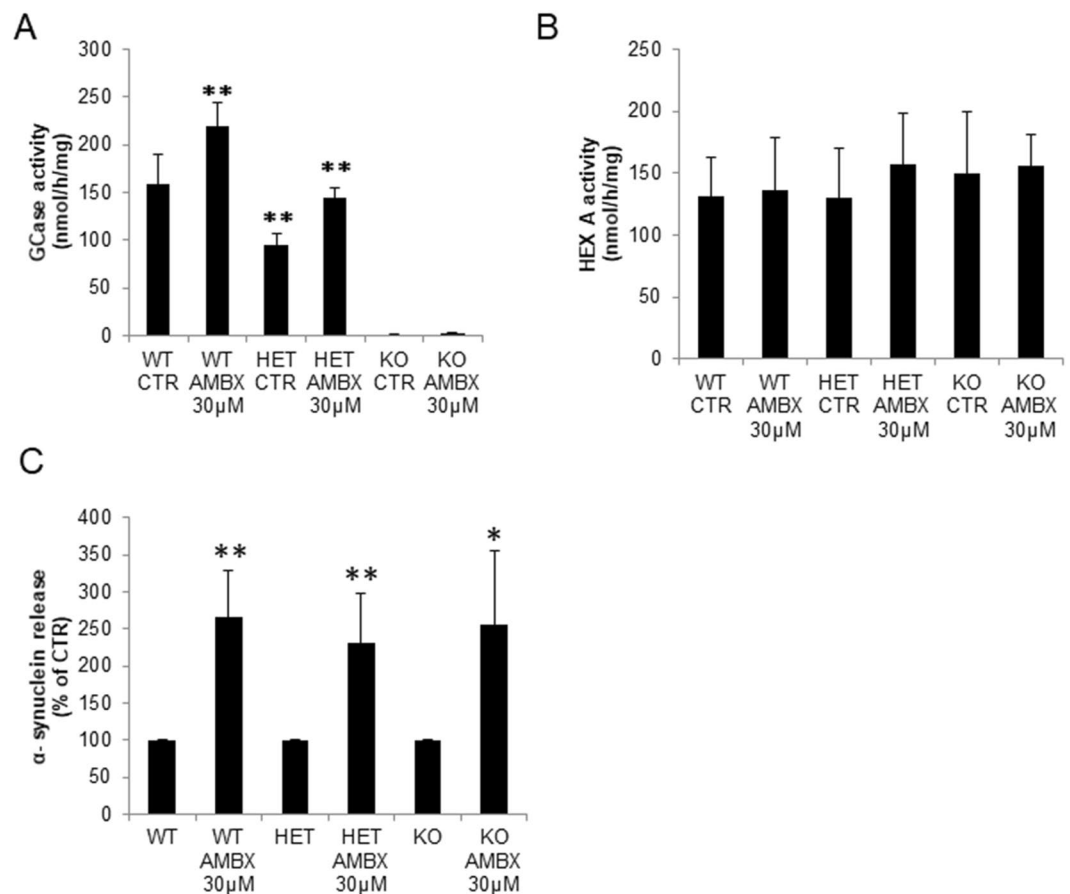 A
GCase activity
(nmol/h/mg)
300
250
200
150
100
50
0
**
**
**
WT
CTR
WT
AMBX
30µM
HET
CTR
HET
AMBX
30µM
KO
CTR
KO
AMBX
30µM
B
HEX A activity
(nmol/h/mg)
250
200
150
100
50
0
WT
CTR
WT
AMBX
30µM
HET
CTR
HET
AMBX
30µM
KO
CTR
KO
AMBX
30µM
C
α- synuclein release
(% of CTR)
400
350
300
250
200
150
100
50
0
**
**
*
WT
WT
AMBX
30µM
HET
HET
AMBX
30µM
KO
KO
AMBX
30µM